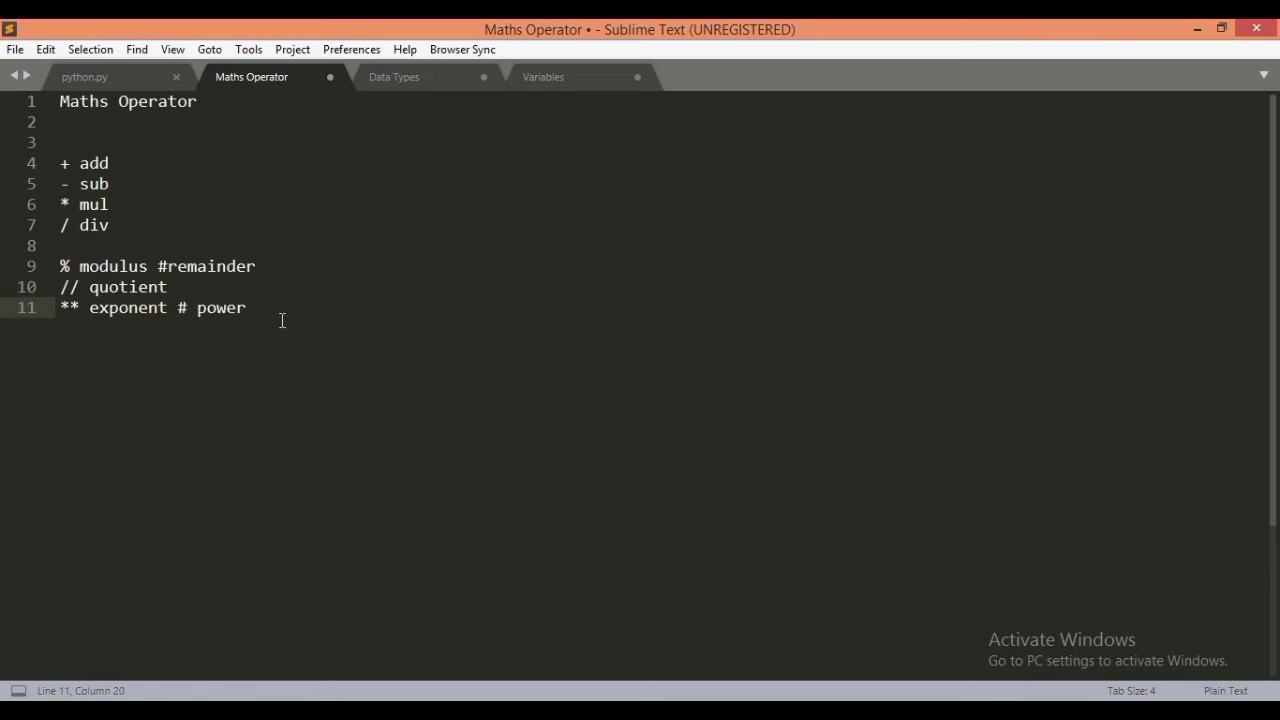 Maths Operator • - Sublime Text (UNREGISTERED)
File Edit Selection Find View Goto Tools Project Preferences Help Browser Sync
python.py Maths Operator Data Types Variables
1 Maths Operator
2
3
4 + add
5 - sub
6 * mul
7 / div
8
9 % modulus #remainder
10 // quotient
11 ** exponent # power
Activate Windows
Go to PC settings to activate Windows.
Line 11, Column 20 Tab Size: 4 Plain Text